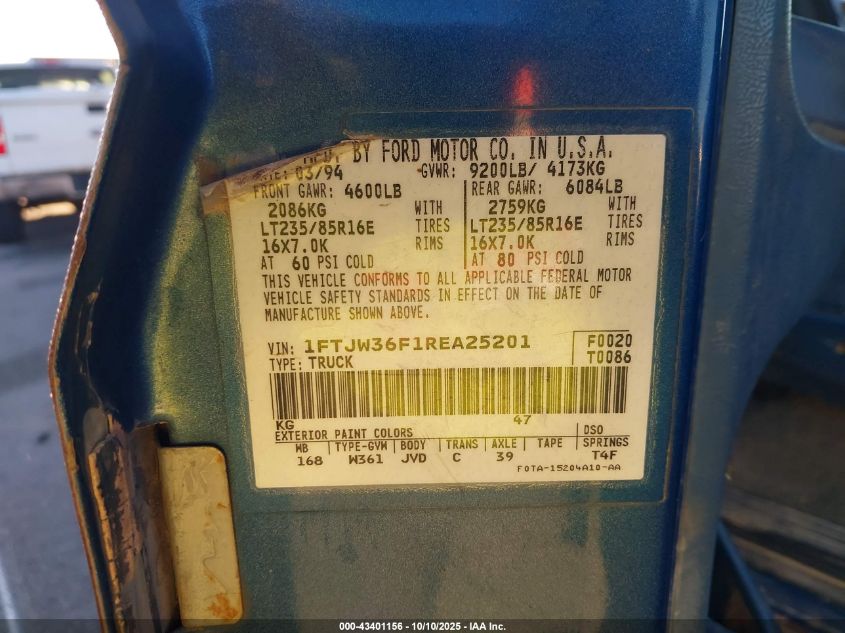 MFD. BY FORD MOTOR CO. IN U.S.A.
03/94 GVWR: 9200LB/ 4173KG
FRONT GAWR: 4600LB REAR GAWR: 6084LB
2086KG WITH 2759KG WITH
LT235/85R16E TIRES LT235/85R16E TIRES
16X7.0K RIMS 16X7.0K RIMS
AT 60 PSI COLD AT 80 PSI COLD
THIS VEHICLE CONFORMS TO ALL APPLICABLE FEDERAL MOTOR
VEHICLE SAFETY STANDARDS IN EFFECT ON THE DATE OF
MANUFACTURE SHOWN ABOVE.
VIN: 1FTJW36F1REA25201 F0020
TYPE: TRUCK T0086
KG 47
EXTERIOR PAINT COLORS DSO
WB TYPE-GVM BODY TRANS AXLE TAPE SPRINGS
168 W361 JVD C 39 T4F
F0TA-15204A10-AA
000-43401156 - 10/10/2025 - IAA Inc.